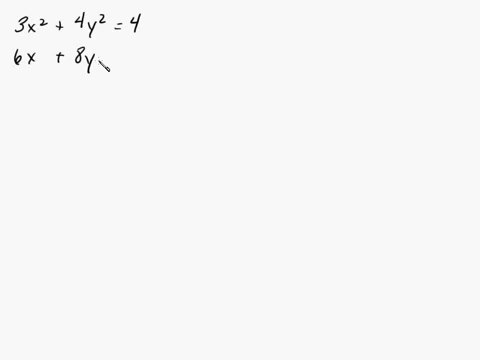 3x² + 4y² = 4
6x + 8y